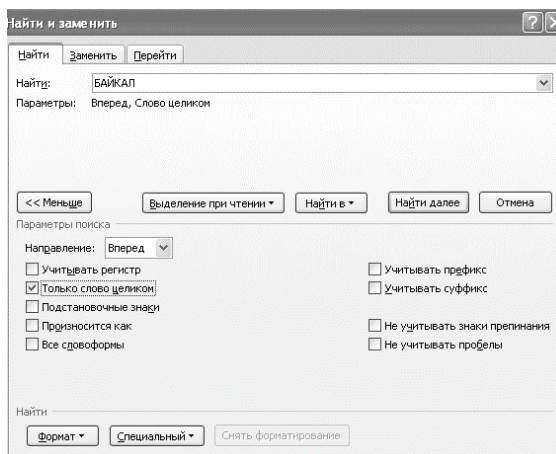 Найти и заменить
Найти Заменить Перейти
Найти: БАЙКАЛ
Параметры: Вперед, Слово целиком
<< Меньше Выделение при чтении Найти в Найти далее Отмена
Параметры поиска
Направление: Вперед
Учитывать регистр Учитывать префикс
Только слово целиком Учитывать суффикс
Подстановочные знаки
Произносится как Не учитывать знаки препинания
Все словоформы Не учитывать пробелы
Найти
Формат Специальный Снять форматирование